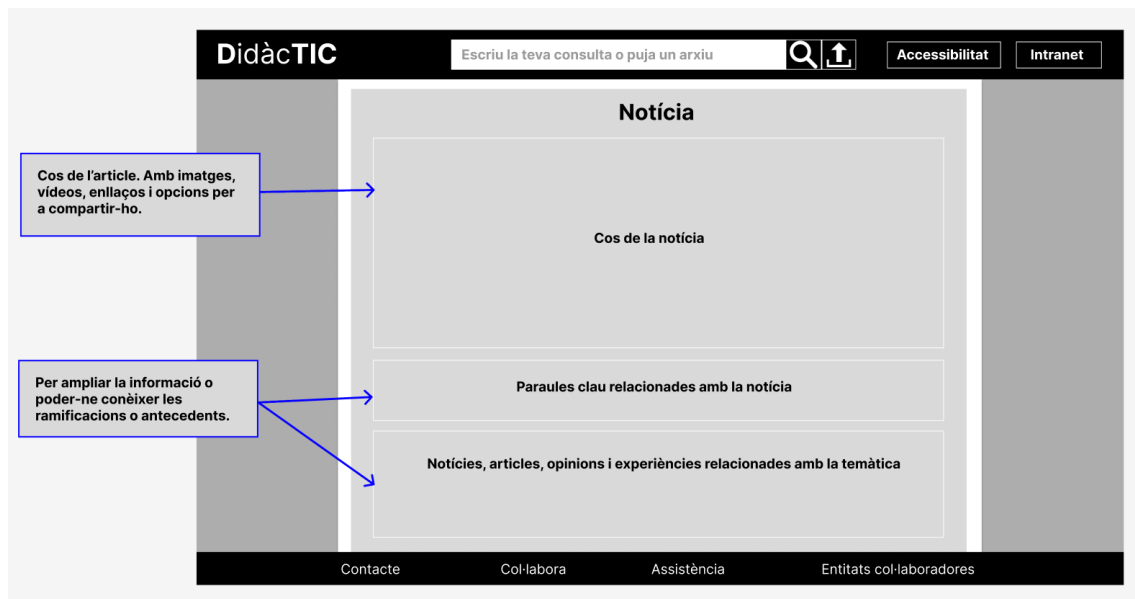 DidàcTIC
Escriu la teva consulta o puja un arxiu
Accessibilitat
Intranet
Notícia
Cos de l'article. Amb imatges,
vídeos, enllaços i opcions per
a compartir-ho.
Cos de la notícia
Per ampliar la informació o
poder-ne conèixer les
ramificacions o antecedents.
Paraules clau relacionades amb la notícia
Notícies, articles, opinions i experiències relacionades amb la temàtica
Contacte
Col·labora
Assistència
Entitats col·laboradores